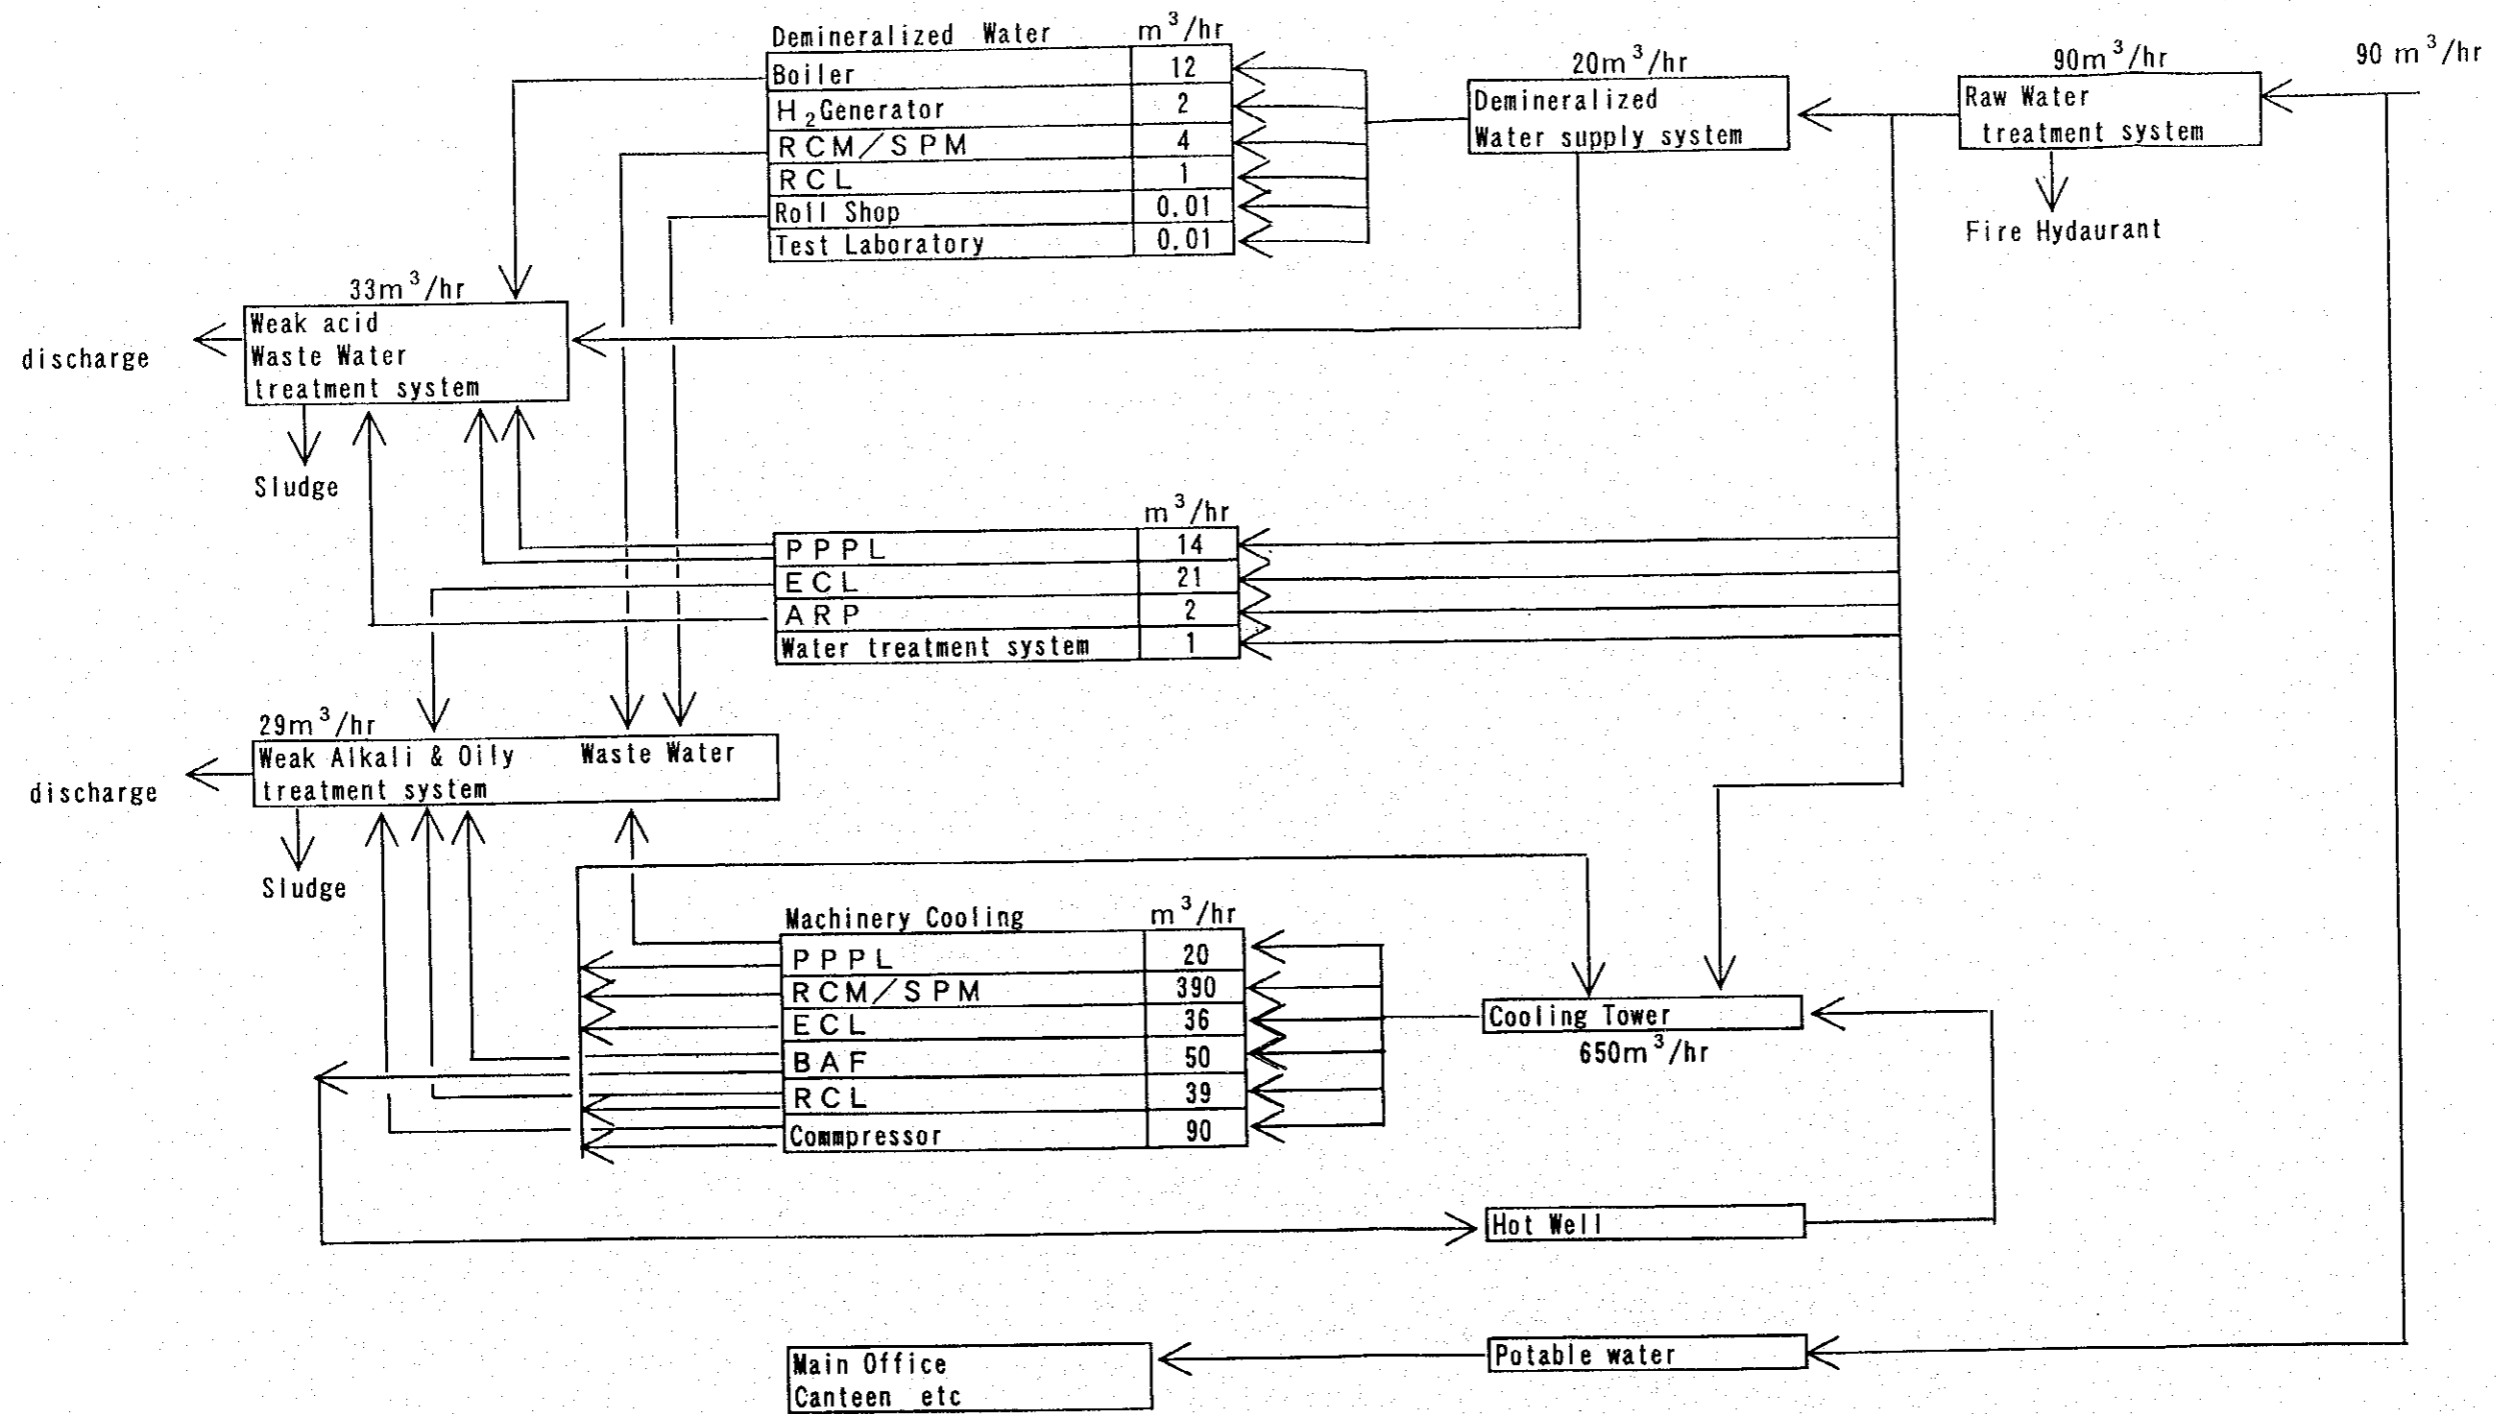 Demineralized Water m³/hr
Boiler 12
H₂Generator 2
RCM/SPM 4
RCL 1
Roll Shop 0.01
Test Laboratory 0.01
20m³/hr
Demineralized
Water supply system
90m³/hr
Raw Water
treatment system
90 m³/hr
Fire Hydaurant
33m³/hr
Weak acid
Waste Water
treatment system
discharge
Sludge
m³/hr
PPPL 14
ECL 21
ARP 2
Water treatment system 1
29m³/hr
Weak Alkali & Oily Waste Water
treatment system
discharge
Sludge
Machinery Cooling m³/hr
PPPL 20
RCM/SPM 390
ECL 36
BAF 50
RCL 39
Commpressor 90
Cooling Tower
650m³/hr
Hot Well
Potable water
Main Office
Canteen etc